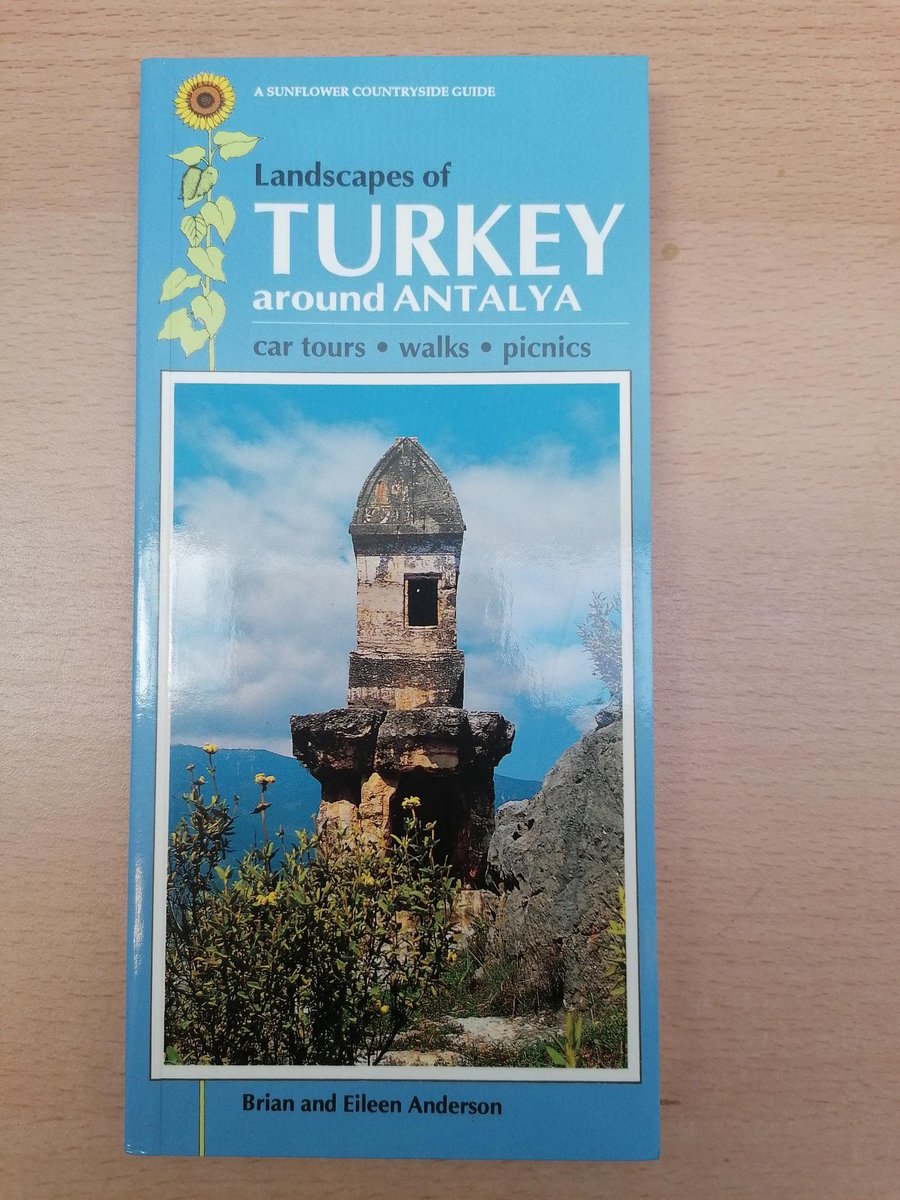 A SUNFLOWER COUNTRYSIDE GUIDE
Landscapes of
TURKEY
around ANTALYA
car tours • walks • picnics
Brian and Eileen Anderson